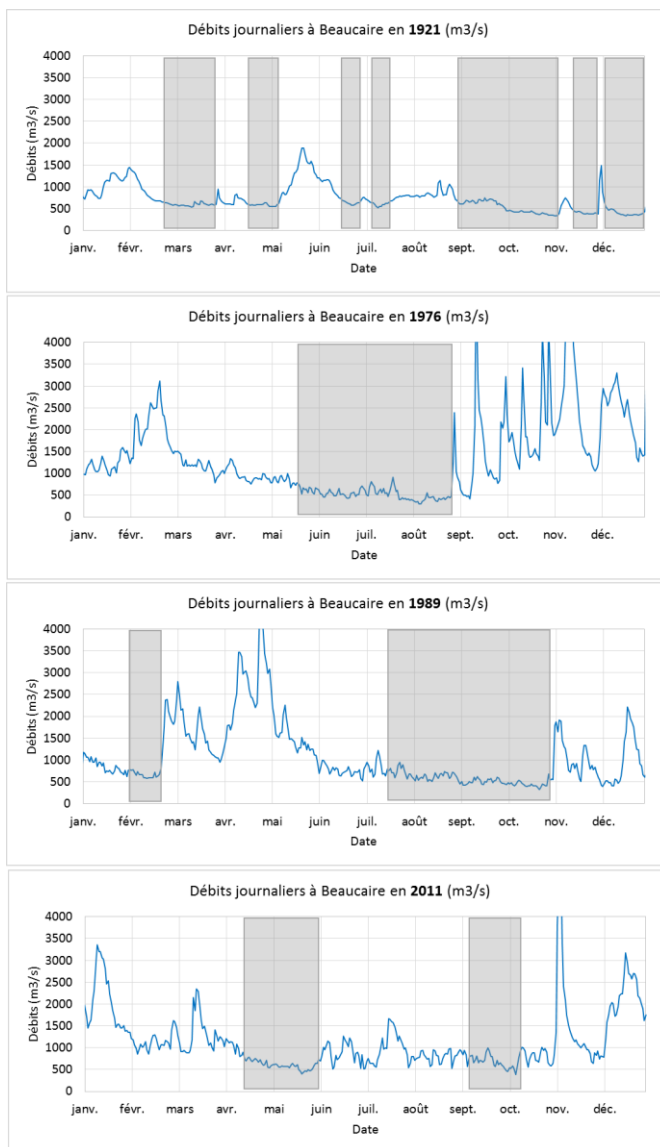 Débits journaliers à Beaucaire en 1921 (m3/s)
4000
3500
3000
2500
2000
1500
1000
500
0
Débits (m3/s)
janv. févr. mars avr. mai juin juil. août sept. oct. nov. déc.
Date
Débits journaliers à Beaucaire en 1976 (m3/s)
4000
3500
3000
2500
2000
1500
1000
500
0
Débits (m3/s)
janv. févr. mars avr. mai juin juil. août sept. oct. nov. déc.
Date
Débits journaliers à Beaucaire en 1989 (m3/s)
4000
3500
3000
2500
2000
1500
1000
500
0
Débits (m3/s)
janv. févr. mars avr. mai juin juil. août sept. oct. nov. déc.
Date
Débits journaliers à Beaucaire en 2011 (m3/s)
4000
3500
3000
2500
2000
1500
1000
500
0
Débits (m3/s)
janv. févr. mars avr. mai juin juil. août sept. oct. nov. déc.
Date